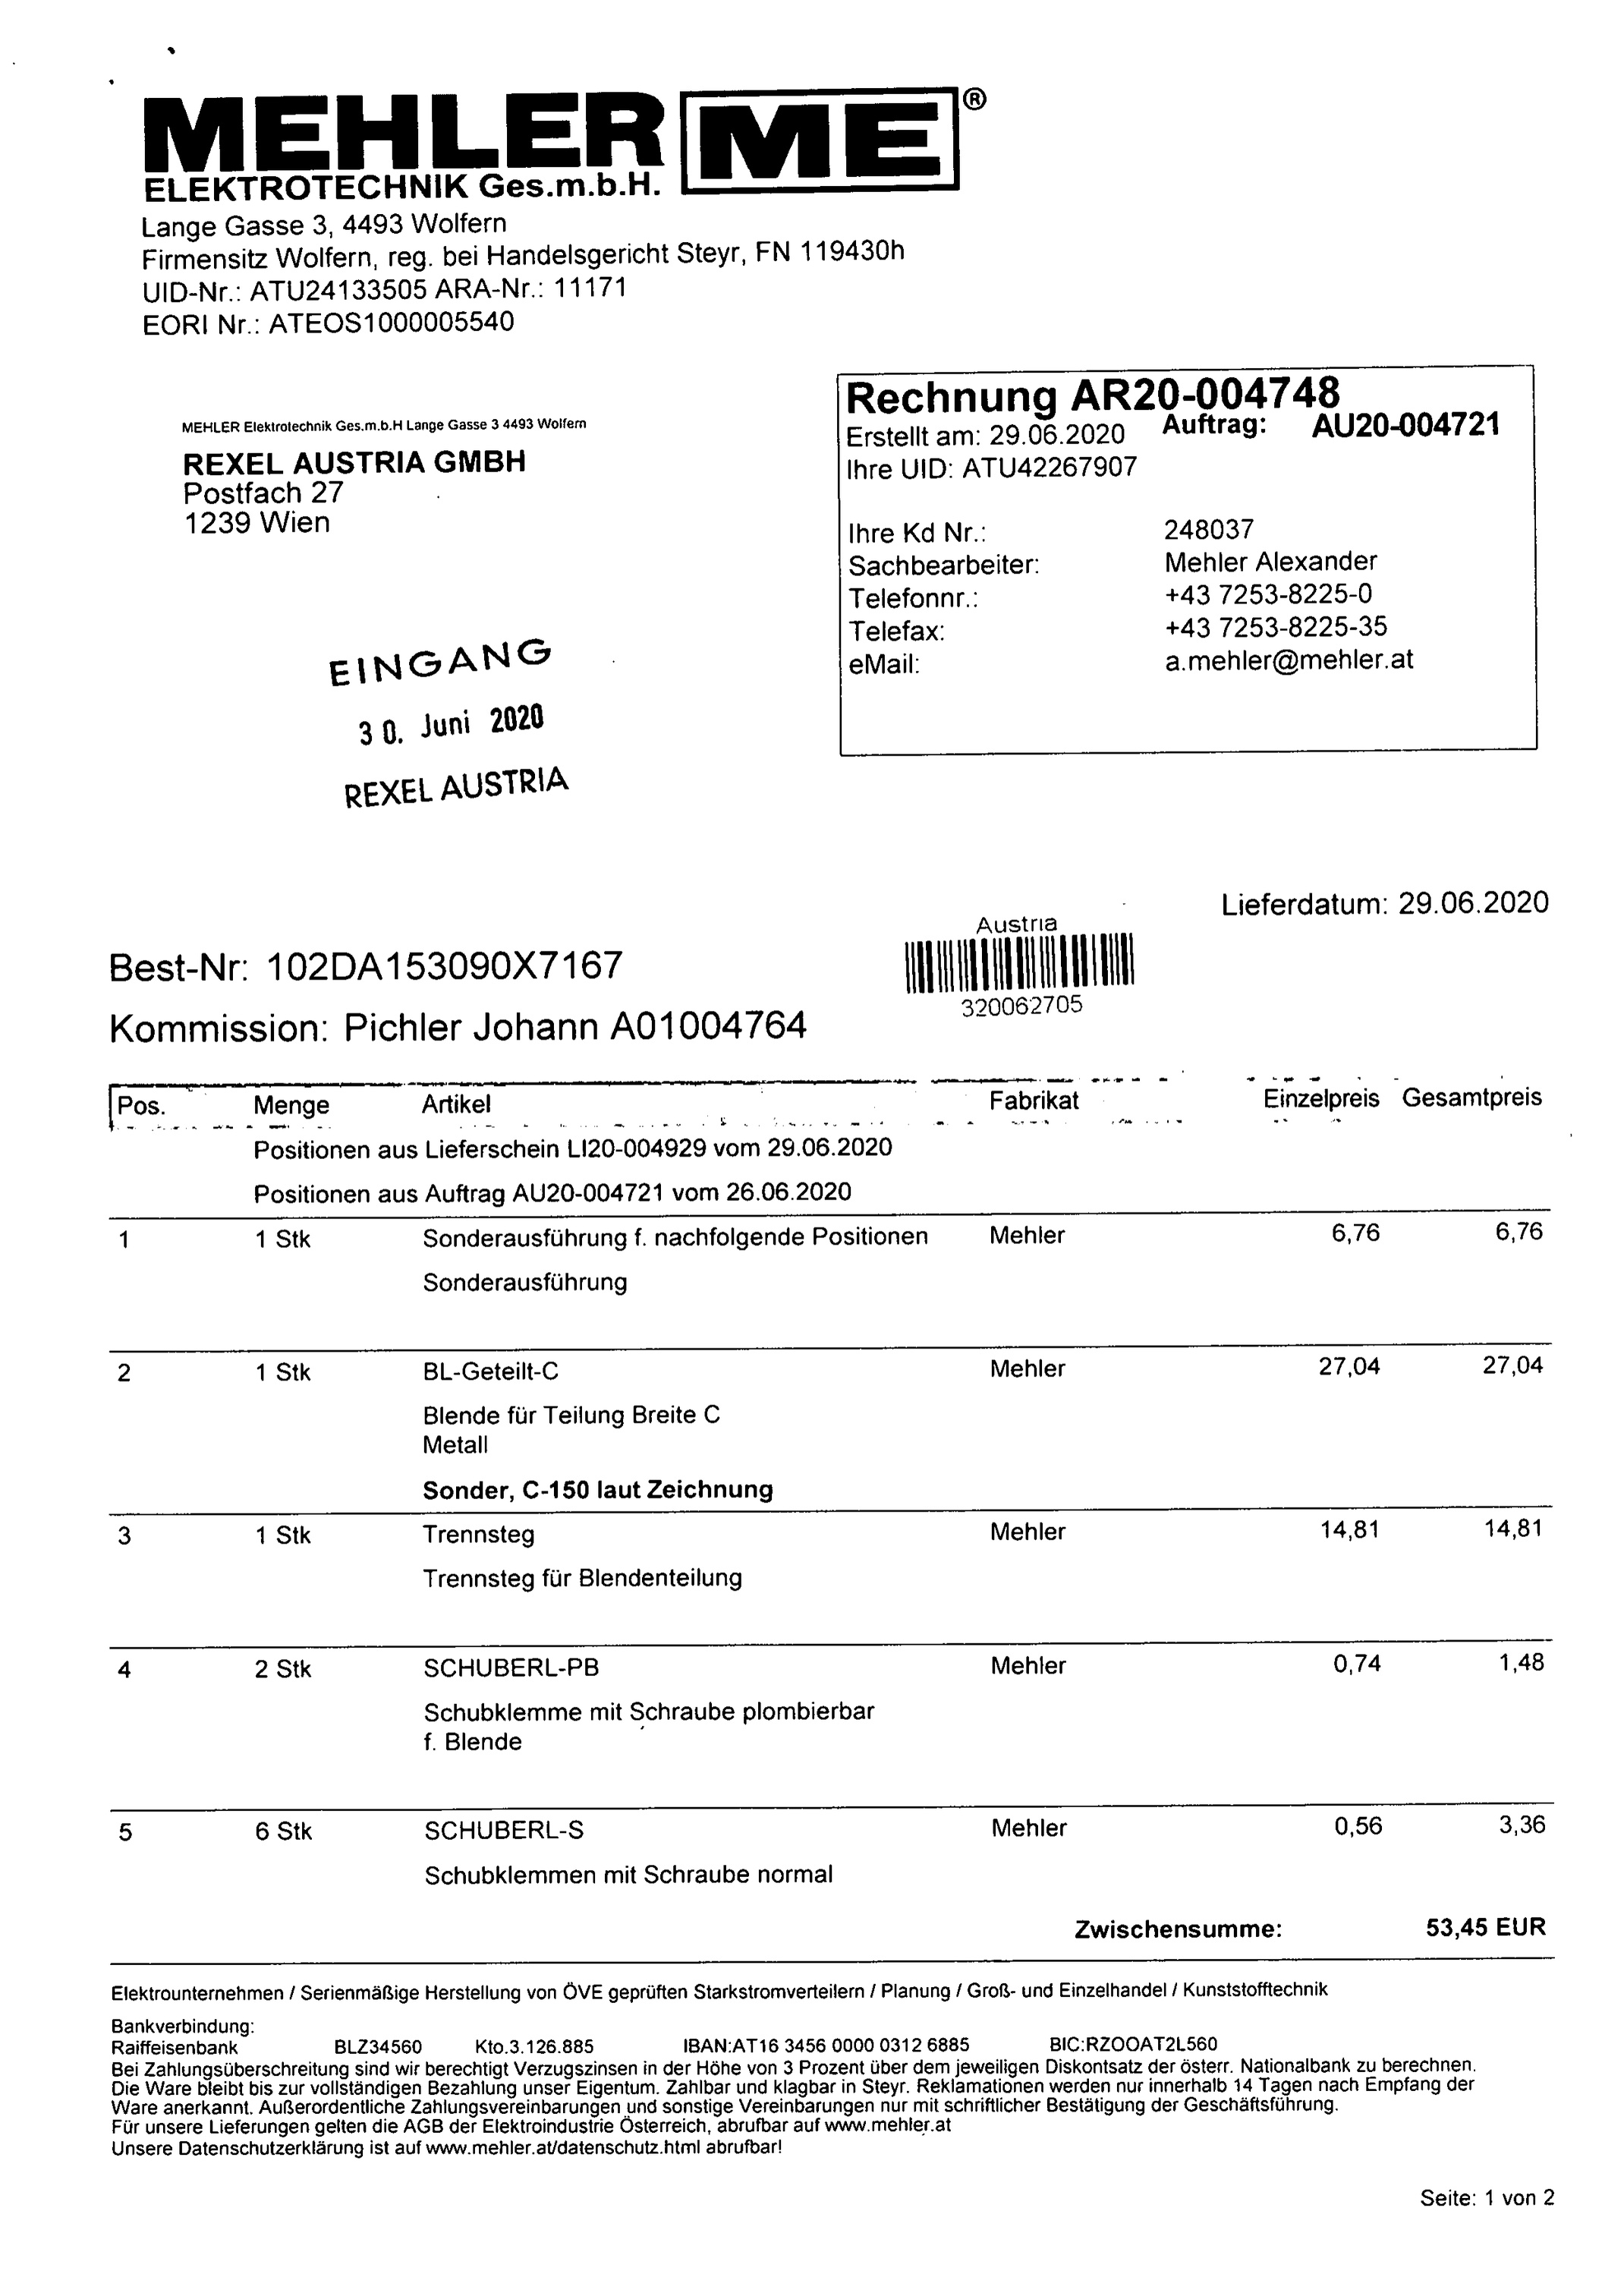 MEHLER ME®
ELEKTROTECHNIK Ges.m.b.H.
Lange Gasse 3, 4493 Wolfern
Firmensitz Wolfern, reg. bei Handelsgericht Steyr, FN 119430h
UID-Nr.: ATU24133505 ARA-Nr.: 11171
EORI Nr.: ATEOS1000005540
Rechnung AR20-004748
Erstellt am: 29.06.2020 Auftrag: AU20-004721
Ihre UID: ATU42267907
Ihre Kd Nr.: 248037
Sachbearbeiter: Mehler Alexander
Telefonnr.: +43 7253-8225-0
Telefax: +43 7253-8225-35
eMail: a.mehler@mehler.at
MEHLER Elektrotechnik Ges.m.b.H Lange Gasse 3 4493 Wolfern
REXEL AUSTRIA GMBH
Postfach 27
1239 Wien
EINGANG
30. Juni 2020
REXEL AUSTRIA
Lieferdatum: 29.06.2020
Austria
320062705
Best-Nr: 102DA153090X7167
Kommission: Pichler Johann A01004764
Pos. Menge Artikel Fabrikat Einzelpreis Gesamtpreis
Positionen aus Lieferschein LI20-004929 vom 29.06.2020
Positionen aus Auftrag AU20-004721 vom 26.06.2020
1 1 Stk Sonderausführung f. nachfolgende Positionen Mehler 6,76 6,76
Sonderausführung
2 1 Stk BL-Geteilt-C Mehler 27,04 27,04
Blende für Teilung Breite C
Metall
Sonder, C-150 laut Zeichnung
3 1 Stk Trennsteg Mehler 14,81 14,81
Trennsteg für Blendenteilung
4 2 Stk SCHUBERL-PB Mehler 0,74 1,48
Schubklemme mit Schraube plombierbar
f. Blende
5 6 Stk SCHUBERL-S Mehler 0,56 3,36
Schubklemmen mit Schraube normal
Zwischensumme: 53,45 EUR
Elektrounternehmen / Serienmäßige Herstellung von ÖVE geprüften Starkstromverteilern / Planung / Groß- und Einzelhandel / Kunststofftechnik
Bankverbindung:
Raiffeisenbank BLZ34560 Kto.3.126.885 IBAN:AT16 3456 0000 0312 6885 BIC:RZOOAT2L560
Bei Zahlungsüberschreitung sind wir berechtigt Verzugszinsen in der Höhe von 3 Prozent über dem jeweiligen Diskontsatz der österr. Nationalbank zu berechnen.
Die Ware bleibt bis zur vollständigen Bezahlung unser Eigentum. Zahlbar und klagbar in Steyr. Reklamationen werden nur innerhalb 14 Tagen nach Empfang der
Ware anerkannt. Außerordentliche Zahlungsvereinbarungen und sonstige Vereinbarungen nur mit schriftlicher Bestätigung der Geschäftsführung.
Für unsere Lieferungen gelten die AGB der Elektroindustrie Österreich, abrufbar auf www.mehler.at
Unsere Datenschutzerklärung ist auf www.mehler.at/datenschutz.html abrufbar!
Seite: 1 von 2